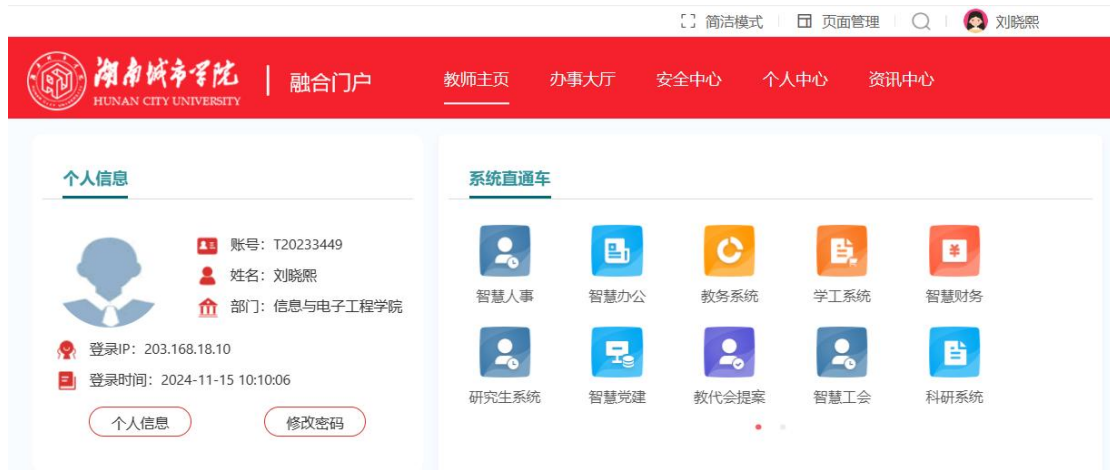 简洁模式 页面管理 刘晓熙
湖南城市学院 融合门户 教师主页 办事大厅 安全中心 个人中心 资讯中心
HUNAN CITY UNIVERSITY
个人信息
账号：T20233449
姓名：刘晓熙
部门：信息与电子工程学院
登录IP：203.168.18.10
登录时间：2024-11-15 10:10:06
个人信息 修改密码
系统直通车
智慧人事 智慧办公 教务系统 学工系统 智慧财务
研究生系统 智慧党建 教代会提案 智慧工会 科研系统